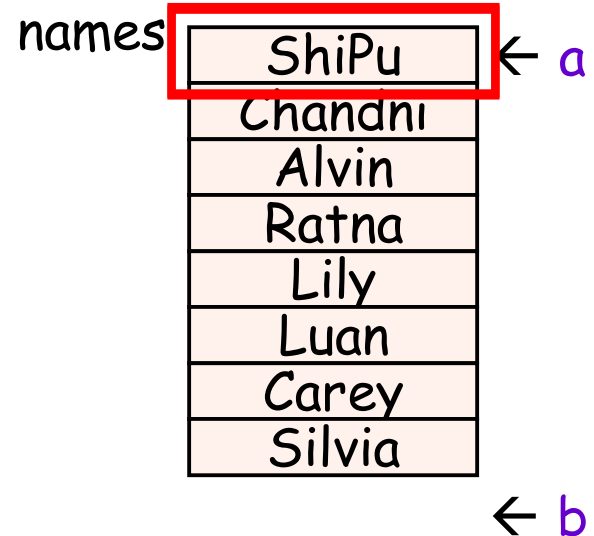 names
ShiPu ← a
Chandni
Alvin
Ratna
Lily
Luan
Carey
Silvia
← b